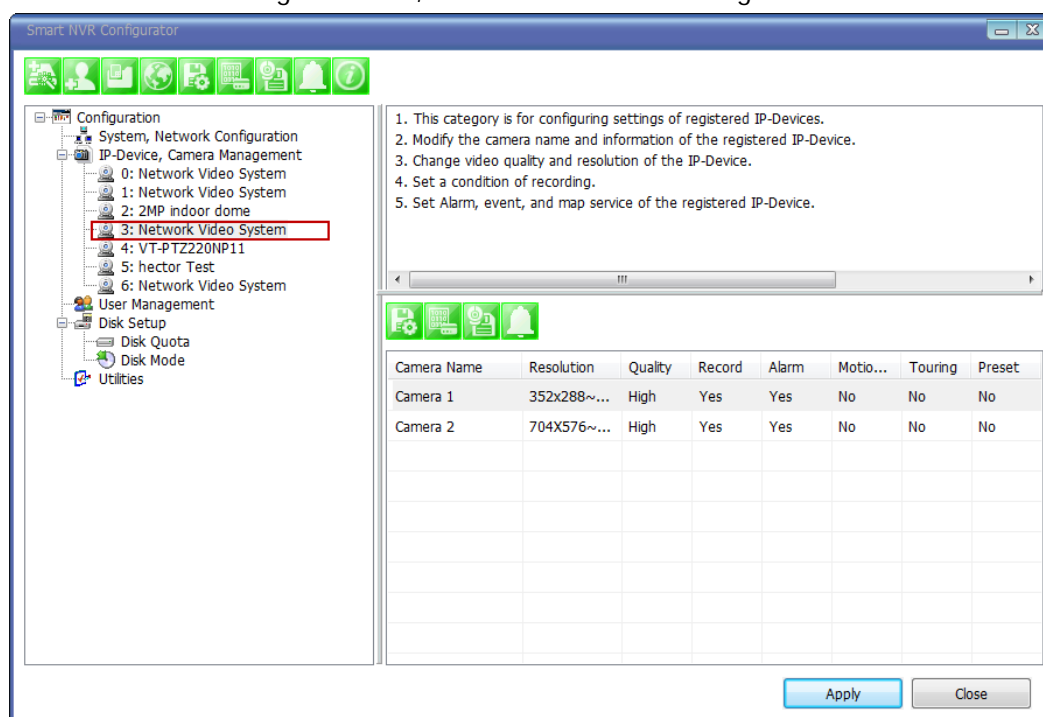 Smart NVR Configurator
Configuration
System, Network Configuration
IP-Device, Camera Management
0: Network Video System
1: Network Video System
2: 2MP indoor dome
3: Network Video System
4: VT-PTZ220NP11
5: hector Test
6: Network Video System
User Management
Disk Setup
Disk Quota
Disk Mode
Utilities
1. This category is for configuring settings of registered IP-Devices.
2. Modify the camera name and information of the registered IP-Device.
3. Change video quality and resolution of the IP-Device.
4. Set a condition of recording.
5. Set Alarm, event, and map service of the registered IP-Device.
Camera Name Resolution Quality Record Alarm Motio... Touring Preset
Camera 1 352x288~... High Yes Yes No No No
Camera 2 704X576~... High Yes Yes No No No
Apply Close